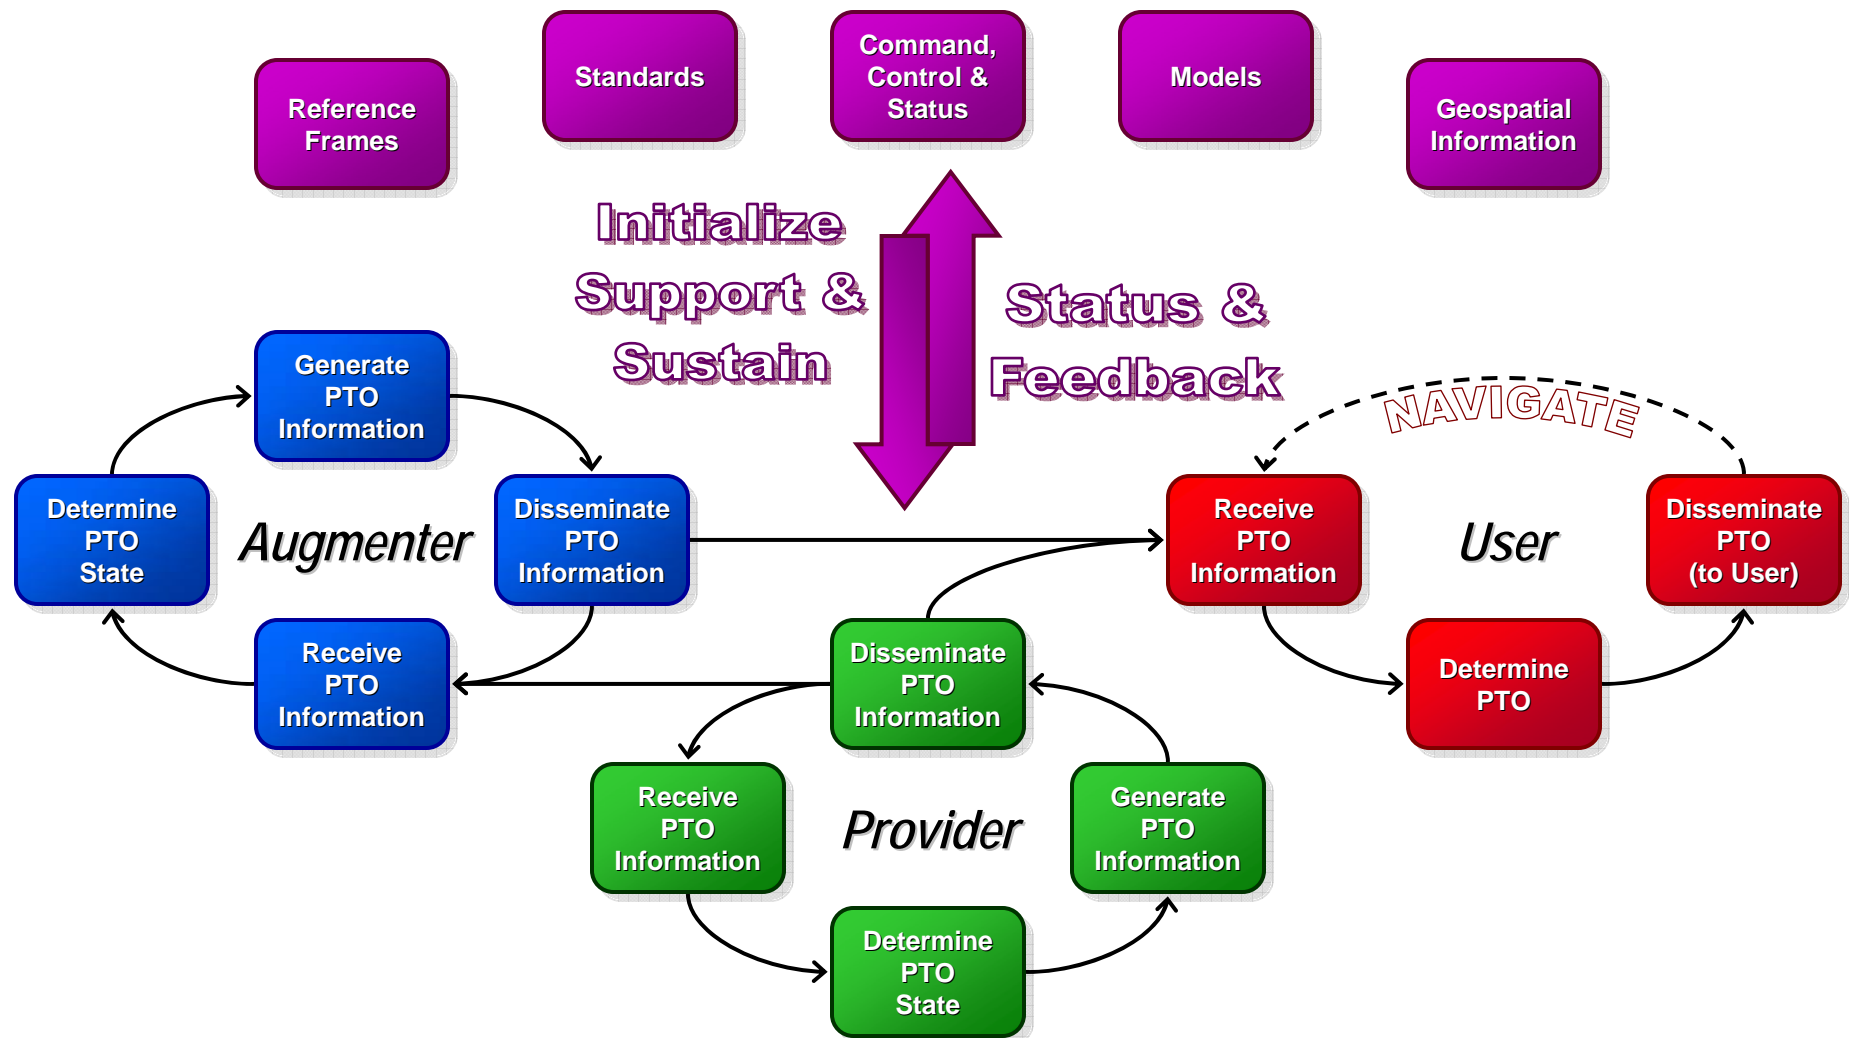 Reference
Frames
Standards
Command,
Control &
Status
Models
Geospatial
Information
Initialize
Support &
Sustain
Status &
Feedback
Generate
PTO
Information
Determine
PTO
State
Augmenter
Disseminate
PTO
Information
Receive
PTO
Information
NAVIGATE
Receive
PTO
Information
User
Disseminate
PTO
(to User)
Determine
PTO
Disseminate
PTO
Information
Receive
PTO
Information
Provider
Generate
PTO
Information
Determine
PTO
State